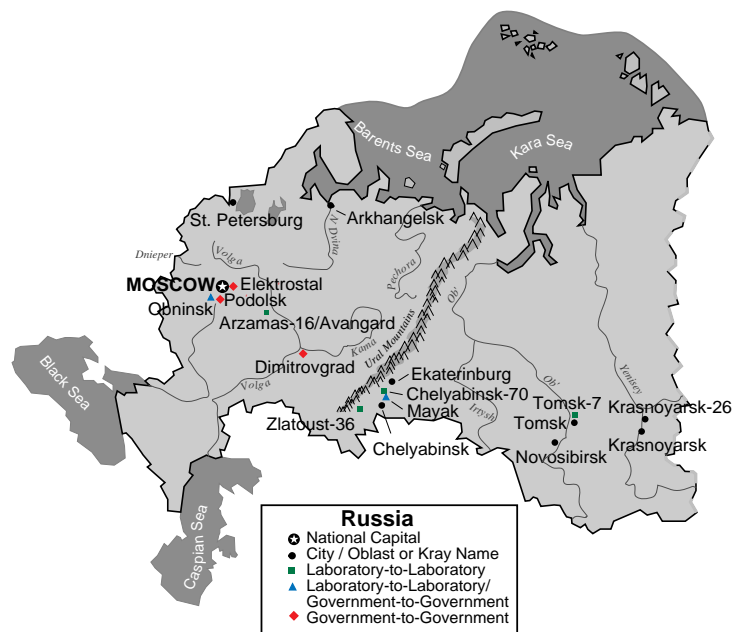 Barents Sea
Kara Sea
St. Petersburg
Arkhangelsk
N Dvina
Dnieper
Volga
Pechora
MOSCOW
Elektrostal
Obninsk
Podolsk
Ob'
Arzamas-16/Avangard
Kama
Ural Mountains
Black Sea
Dimitrovgrad
Volga
Ekaterinburg
Ob'
Yenisey
Chelyabinsk-70
Mayak
Irrysh
Tomsk-7
Krasnoyarsk-26
Zlatoust-36
Tomsk
Krasnoyarsk
Chelyabinsk
Novosibirsk
Caspian Sea
Russia
National Capital
City / Oblast or Kray Name
Laboratory-to-Laboratory
Laboratory-to-Laboratory/
Government-to-Government
Government-to-Government